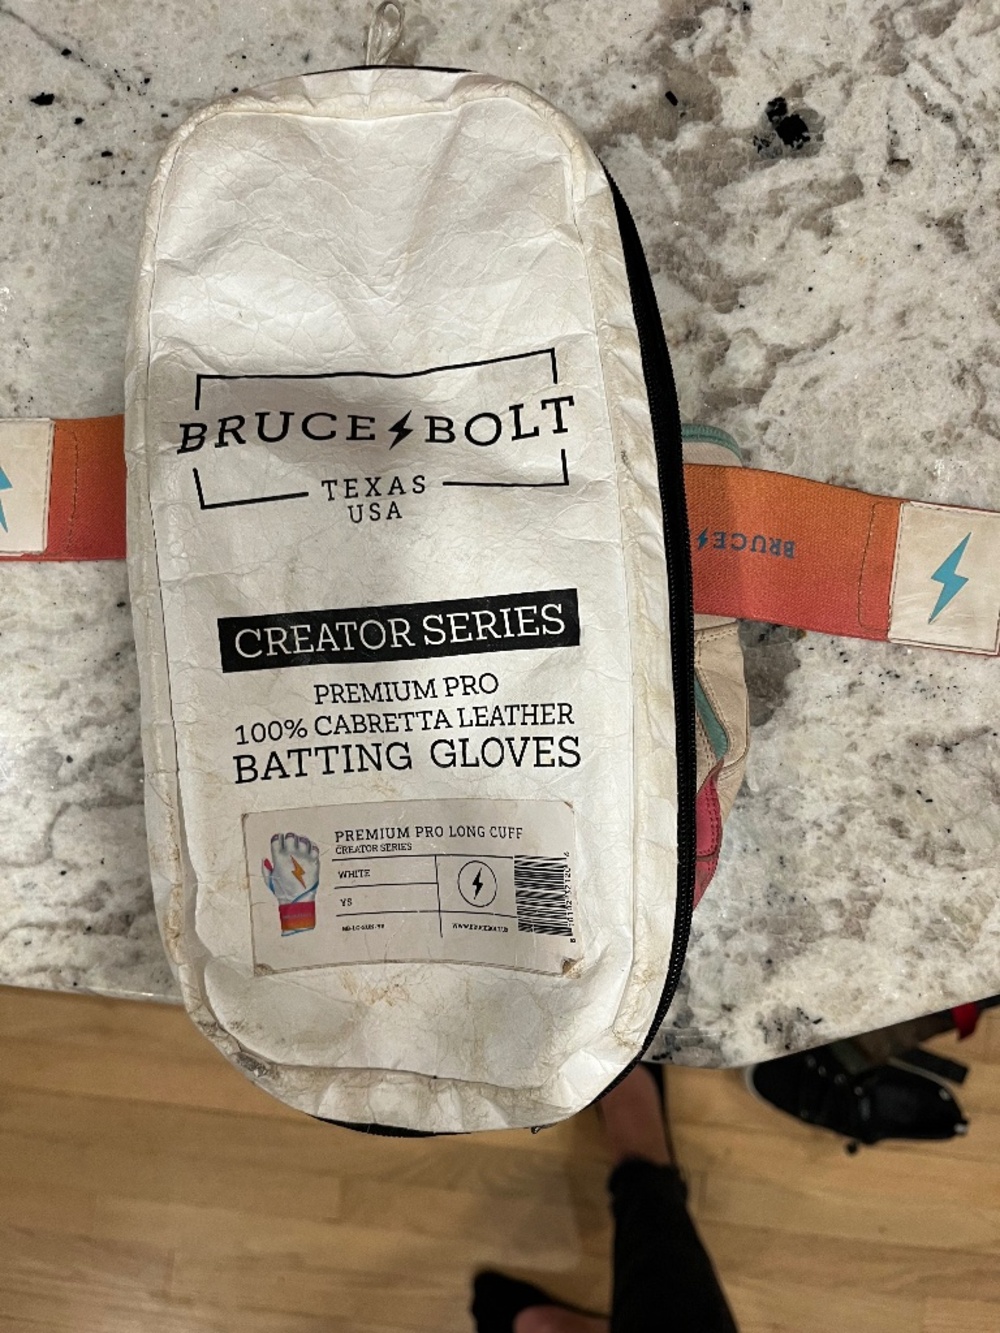 BRUCE BOLT
TEXAS
USA
BRUCE
CREATOR SERIES
PREMIUM PRO
100% CABRETTA LEATHER
BATTING GLOVES
PREMIUM PRO LONG CUFF
CREATOR SERIES
WHITE
YS